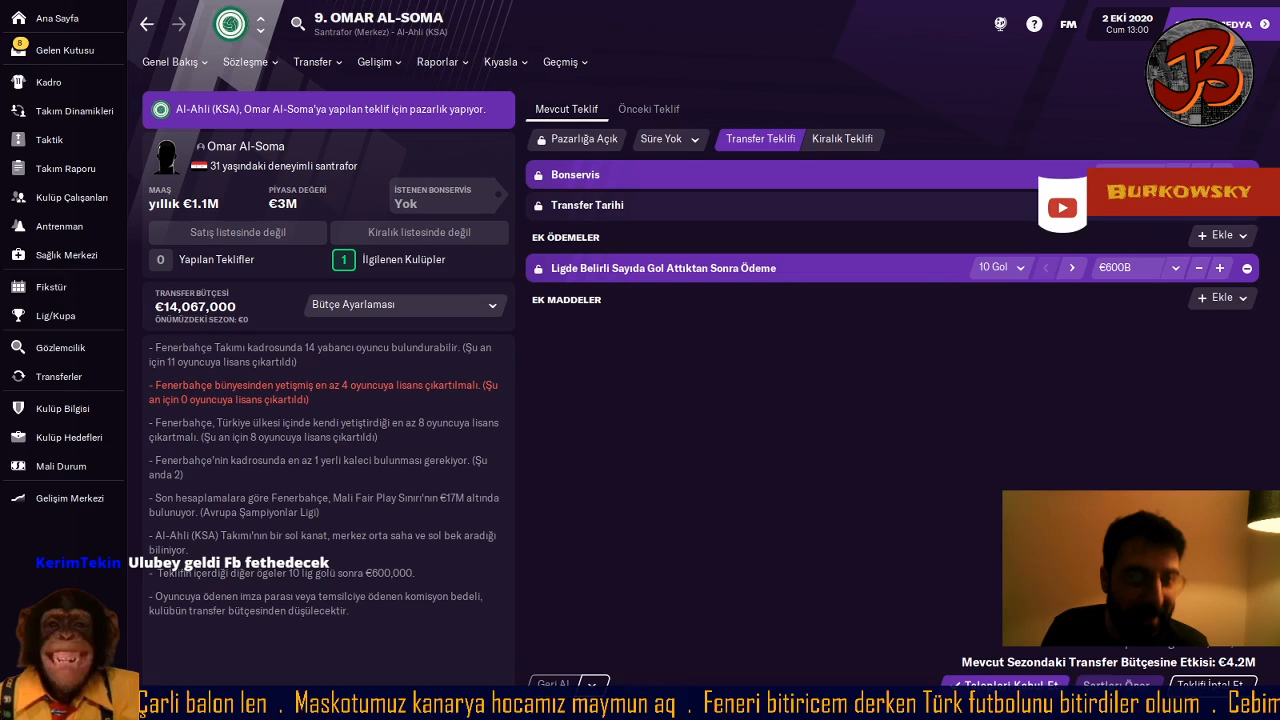 Ana Sayfa
8
Gelen Kutusu
Kadro
Takım Dinamikleri
Taktik
Takım Raporu
Kulüp Çalışanları
Antrenman
Sağlık Merkezi
Fikstür
Lig/Kupa
Gözlemcilik
Transferler
Kulüp Bilgisi
Kulüp Hedefleri
Mali Durum
Gelişim Merkezi
9. OMAR AL-SOMA
Santrafor (Merkez) - Al-Ahli (KSA)
FM
2 EKİ 2020
Cum 13:00
JB
Genel Bakış
Sözleşme
Transfer
Gelişim
Raporlar
Kıyasla
Geçmiş
Al-Ahli (KSA), Omar Al-Soma'ya yapılan teklif için pazarlık yapıyor.
Omar Al-Soma
31 yaşındaki deneyimli santrafor
MAAŞ
yıllık €1.1M
PİYASA DEĞERİ
€3M
İSTENEN BONSERVİS
Yok
Satış listesinde değil
Kiralık listesinde değil
0 Yapılan Teklifler
1 İlgilenen Kulüpler
TRANSFER BÜTÇESİ
€14,067,000
ÖNÜMÜZDEKİ SEZON: €0
Bütçe Ayarlaması
- Fenerbahçe Takımı kadrosunda 14 yabancı oyuncu bulundurabilir. (Şu an
için 11 oyuncuya lisans çıkartıldı)
- Fenerbahçe bünyesinden yetişmiş en az 4 oyuncuya lisans çıkartılmalı. (Şu
an için 0 oyuncuya lisans çıkartıldı)
- Fenerbahçe, Türkiye ülkesi içinde kendi yetiştirdiği en az 8 oyuncuya lisans
çıkartmalı. (Şu an için 8 oyuncuya lisans çıkartıldı)
- Fenerbahçe'nin kadrosunda en az 1 yerli kaleci bulunması gerekiyor. (Şu
anda 2)
- Son hesaplamalara göre Fenerbahçe, Mali Fair Play Sınırı'nın €17M altında
bulunuyor. (Avrupa Şampiyonlar Ligi)
- Al-Ahli (KSA) Takımı'nın bir sol kanat, merkez orta saha ve sol bek aradığı
biliniyor.
KerimTekin Ulubey geldi Fb fethedecek
- Teklifin içerdiği diğer ögeler 10 lig golü sonra €600,000.
- Oyuncuya ödenen imza parası veya temsilciye ödenen komisyon bedeli,
kulübün transfer bütçesinden düşülecektir.
Mevcut Teklif
Önceki Teklif
Pazarlığa Açık
Süre Yok
Transfer Teklifi
Kiralık Teklifi
Bonservis
Transfer Tarihi
BURKOWSKY
EK ÖDEMELER
Ekle
Ligde Belirli Sayıda Gol Attıktan Sonra Ödeme
10 Gol
€600B
EK MADDELER
Ekle
Mevcut Sezondaki Transfer Bütçesine Etkisi: €4.2M
Geri Al
Talepleri Kabul Et
Şartları Öner
Teklifi İptal Et
Çarli balon len . Maskotumuz kanarya hocamız maymun aq . Feneri bitiricem derken Türk futbolunu bitirdiler oluum . Cebim